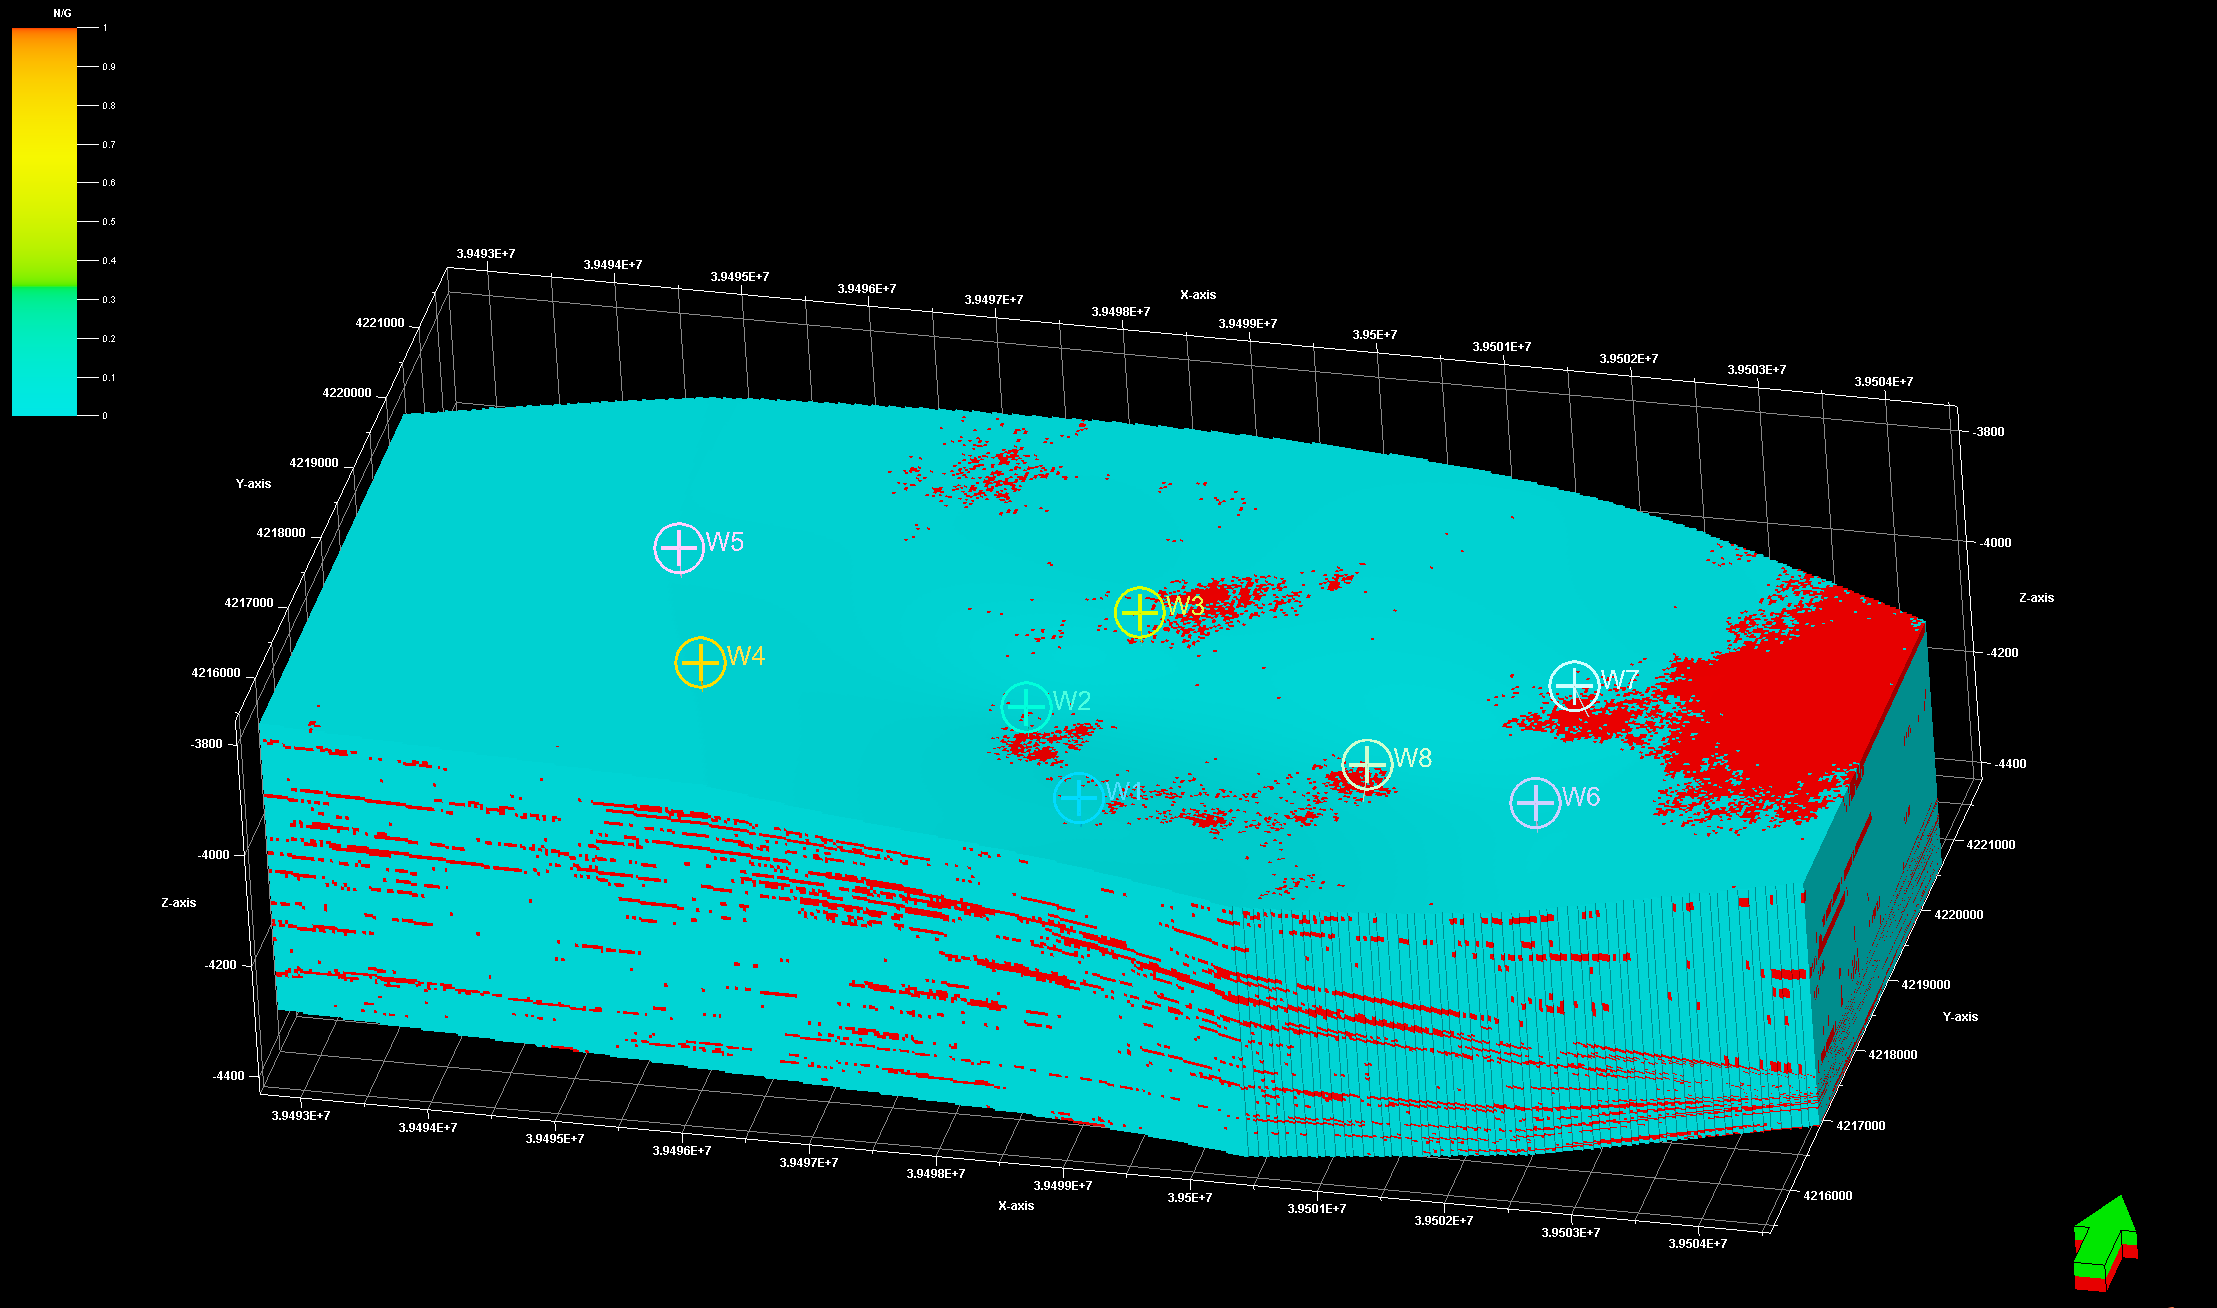 N/G
1
0.9
0.8
0.7
0.6
0.5
0.4
0.3
0.2
0.1
0
3.9493E+7
3.9494E+7
3.9495E+7
3.9496E+7
3.9497E+7
3.9498E+7
3.9499E+7
3.95E+7
3.9501E+7
3.9502E+7
3.9503E+7
3.9504E+7
X-axis
4221000
4220000
4219000
Y-axis
4218000
4217000
4216000
-3800
-4000
Z-axis
-4200
-4400
W5
W4
W3
W2
W1
W7
W8
W6
-3800
-4000
Z-axis
-4200
-4400
4221000
4220000
4219000
Y-axis
4218000
4217000
4216000
3.9493E+7
3.9494E+7
3.9495E+7
3.9496E+7
3.9497E+7
3.9498E+7
3.9499E+7
3.95E+7
3.9501E+7
3.9502E+7
3.9503E+7
3.9504E+7
X-axis